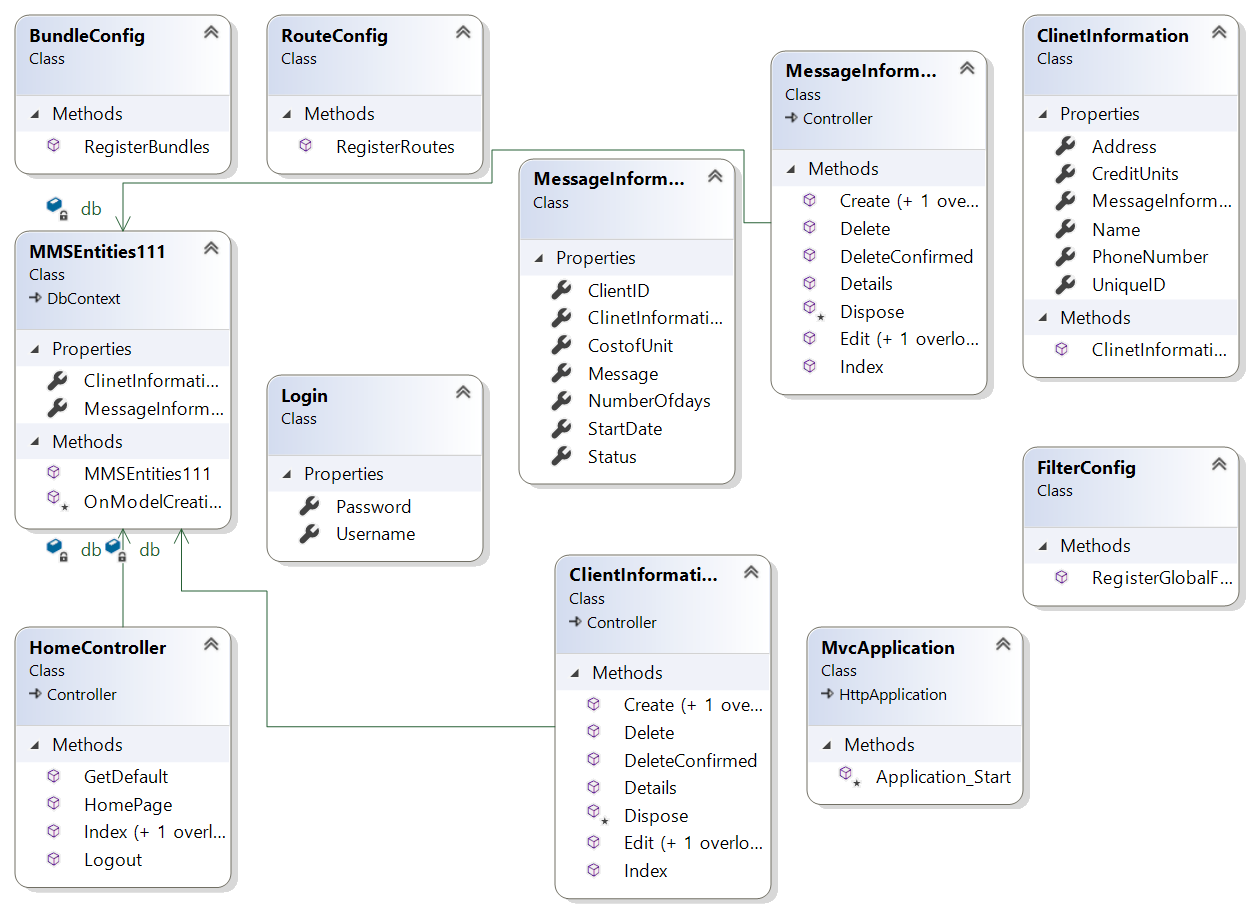 BundleConfig
Class
Methods
RegisterBundles
RouteConfig
Class
Methods
RegisterRoutes
MessageInform...
Class
Controller
Methods
Create (+ 1 ove...
Delete
DeleteConfirmed
Details
Dispose
Edit (+ 1 overlo...
Index
ClinetInformation
Class
Properties
Address
CreditUnits
MessageInform...
Name
PhoneNumber
UniqueID
Methods
ClinetInformati...
MessageInform...
Class
Properties
ClientID
ClinetInformati...
CostofUnit
Message
NumberOfdays
StartDate
Status
db
MMSEntities111
Class
DbContext
Properties
ClinetInformati...
MessageInform...
Methods
MMSEntities111
OnModelCreati...
Login
Class
Properties
Password
Username
FilterConfig
Class
Methods
RegisterGlobalF...
db
db
HomeController
Class
Controller
Methods
GetDefault
HomePage
Index (+ 1 overl...
Logout
ClientInformati...
Class
Controller
Methods
Create (+ 1 ove...
Delete
DeleteConfirmed
Details
Dispose
Edit (+ 1 overlo...
Index
MvcApplication
Class
HttpApplication
Methods
Application_Start